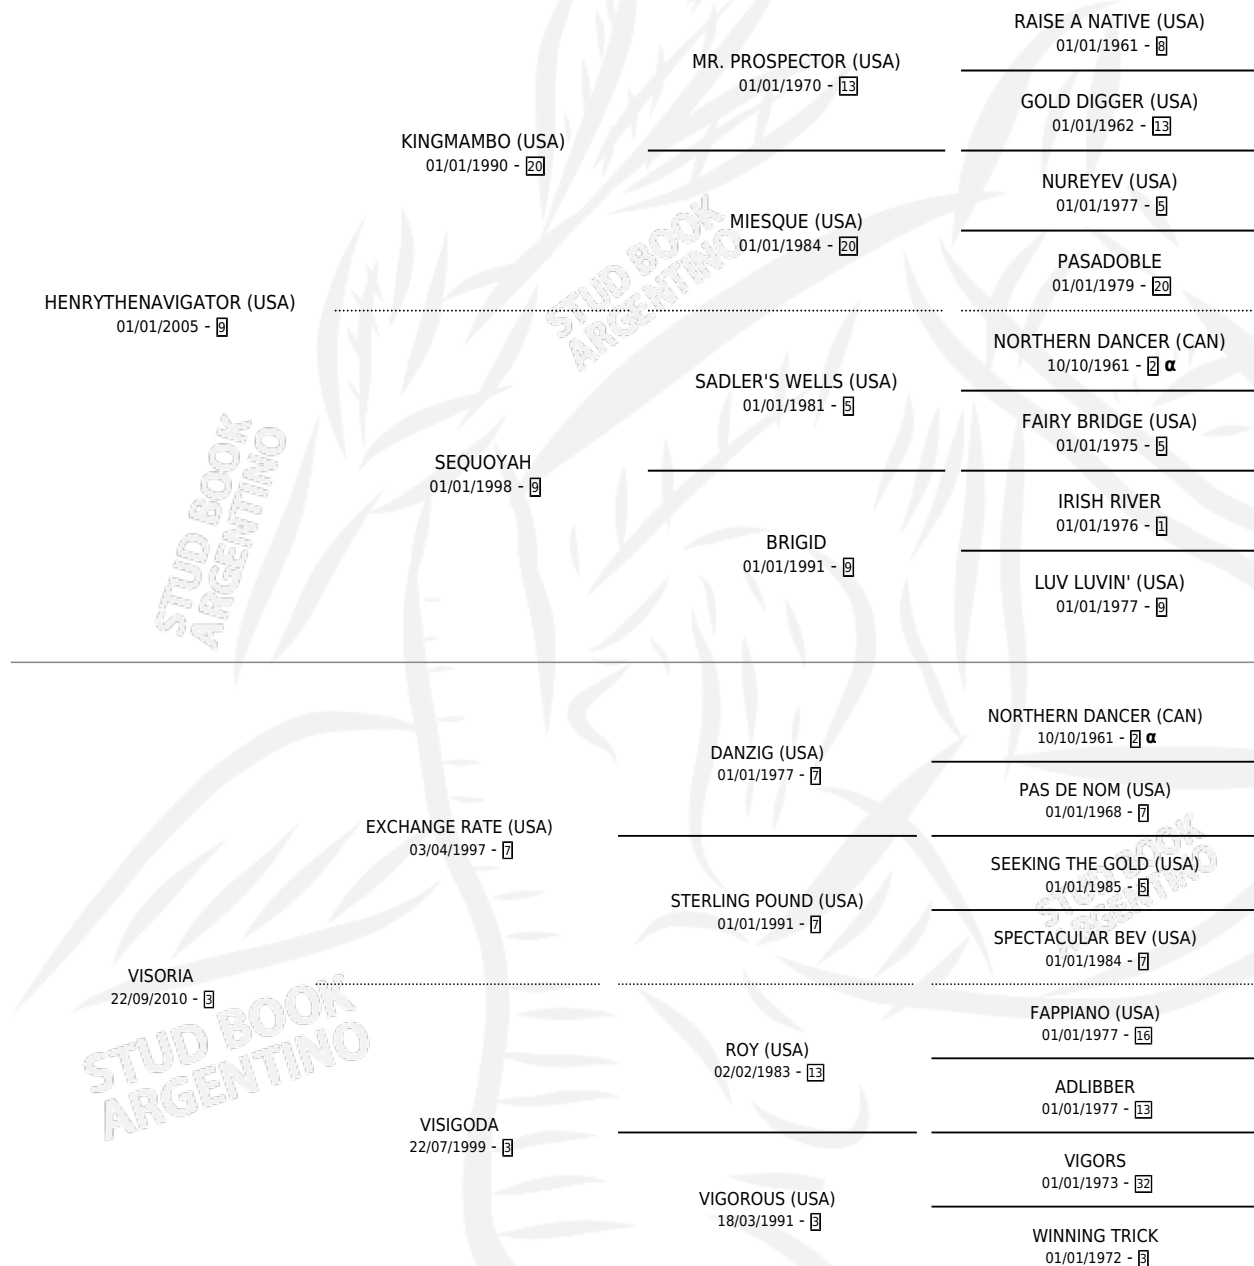 RAISE A NATIVE (USA)
01/01/1961 - 8
MR. PROSPECTOR (USA)
01/01/1970 - 13
GOLD DIGGER (USA)
01/01/1962 - 13
KINGMAMBO (USA)
01/01/1990 - 20
NUREYEV (USA)
01/01/1977 - 5
MIESQUE (USA)
01/01/1984 - 20
PASADOBLE
01/01/1979 - 20
HENRYTHENAVIGATOR (USA)
01/01/2005 - 9
NORTHERN DANCER (CAN)
10/10/1961 - 2 α
SADLER'S WELLS (USA)
01/01/1981 - 5
FAIRY BRIDGE (USA)
01/01/1975 - 5
SEQUOYAH
01/01/1998 - 9
IRISH RIVER
01/01/1976 - 1
BRIGID
01/01/1991 - 9
LUV LUVIN' (USA)
01/01/1977 - 9
NORTHERN DANCER (CAN)
10/10/1961 - 2 α
DANZIG (USA)
01/01/1977 - 7
PAS DE NOM (USA)
01/01/1968 - 7
EXCHANGE RATE (USA)
03/04/1997 - 7
SEEKING THE GOLD (USA)
01/01/1985 - 5
STERLING POUND (USA)
01/01/1991 - 7
SPECTACULAR BEV (USA)
01/01/1984 - 7
VISORIA
22/09/2010 - 3
FAPPIANO (USA)
01/01/1977 - 16
ROY (USA)
02/02/1983 - 13
ADLIBBER
01/01/1977 - 13
VISIGODA
22/07/1999 - 3
VIGORS
01/01/1973 - 32
VIGOROUS (USA)
18/03/1991 - 3
WINNING TRICK
01/01/1972 - 3
STUD BOOK
ARGENTINO
STUD BOOK
ARGENTINO
STUD BOOK
ARGENTINO
STUD BOOK
ARGENTINO